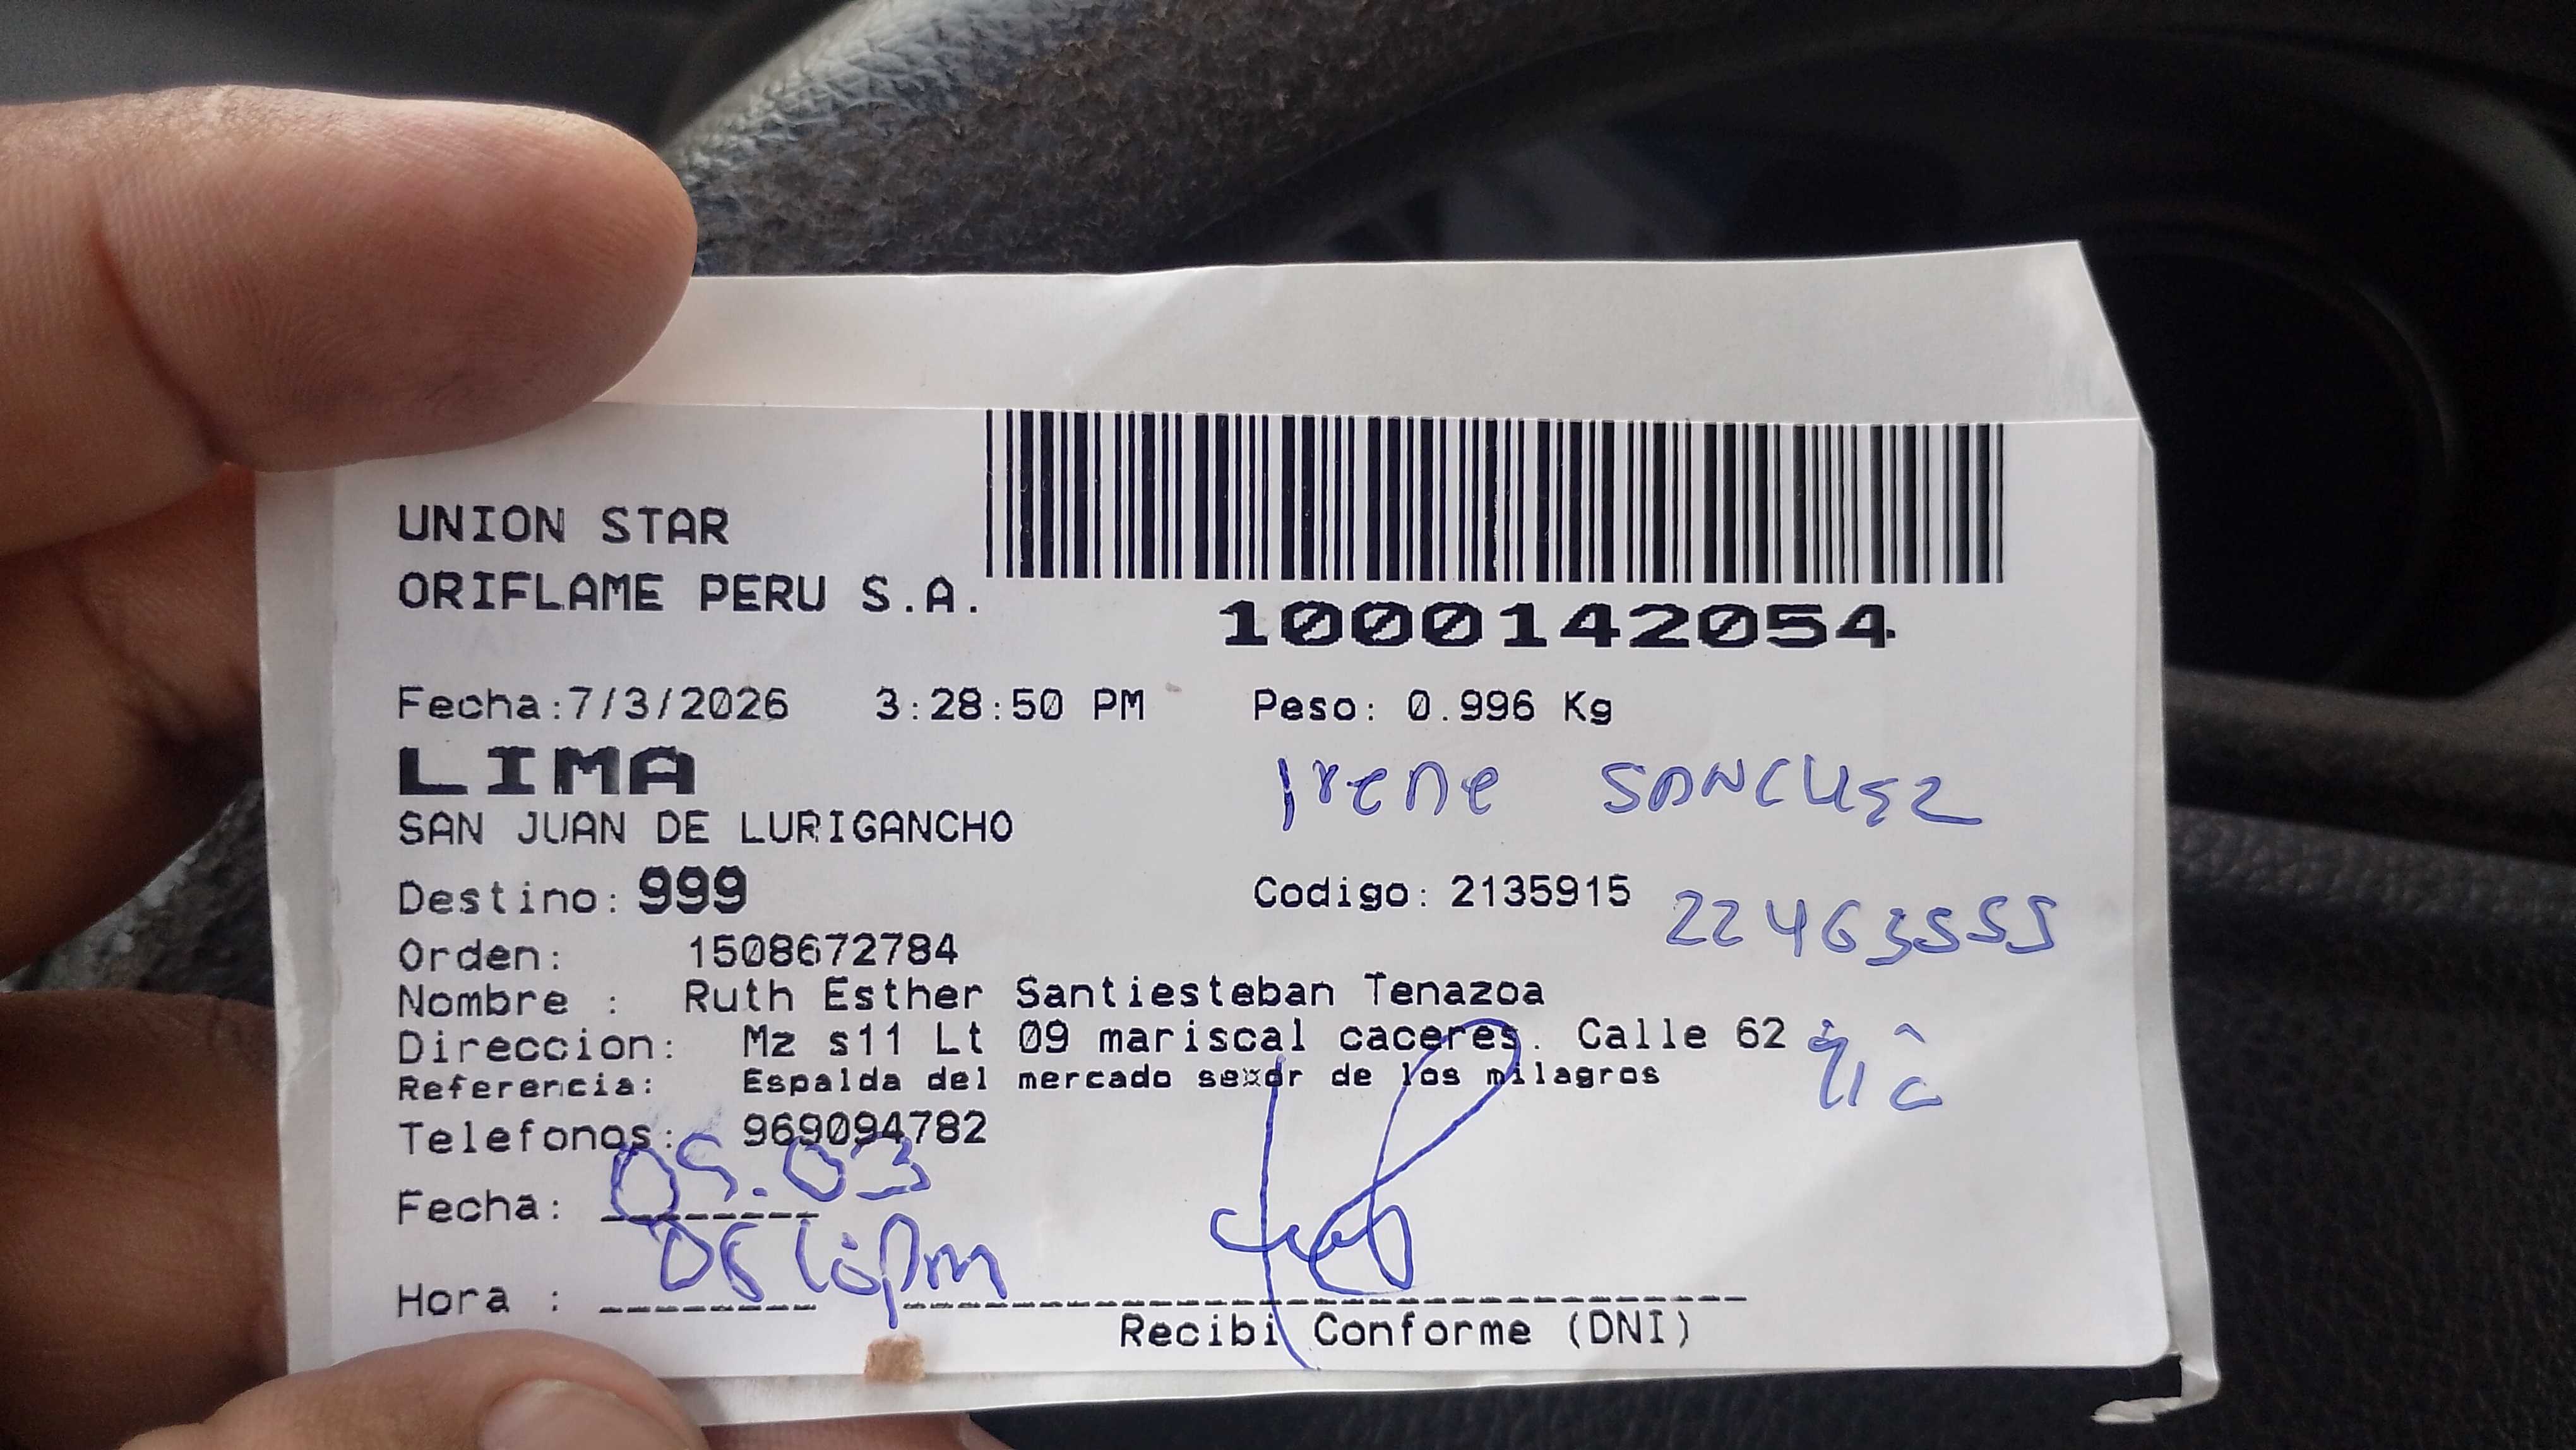 UNION STAR
ORIFLAME PERU S.A.
1000142054
Fecha:7/3/2026 3:28:50 PM Peso: 0.996 Kg
LIMA
Irene SANCHEZ
SAN JUAN DE LURIGANCHO
Destino: 999 Codigo: 2135915
22463555
Orden: 1508672784
Nombre : Ruth Esther Santiesteban Tenazoa
Direccion: Mz s11 Lt 09 mariscal caceres. Calle 62
Referencia: Espalda del mercado de los milagros
Telefonos: 969094782
Fecha: 05.03
Hora : pm
Recibi Conforme (DNI)